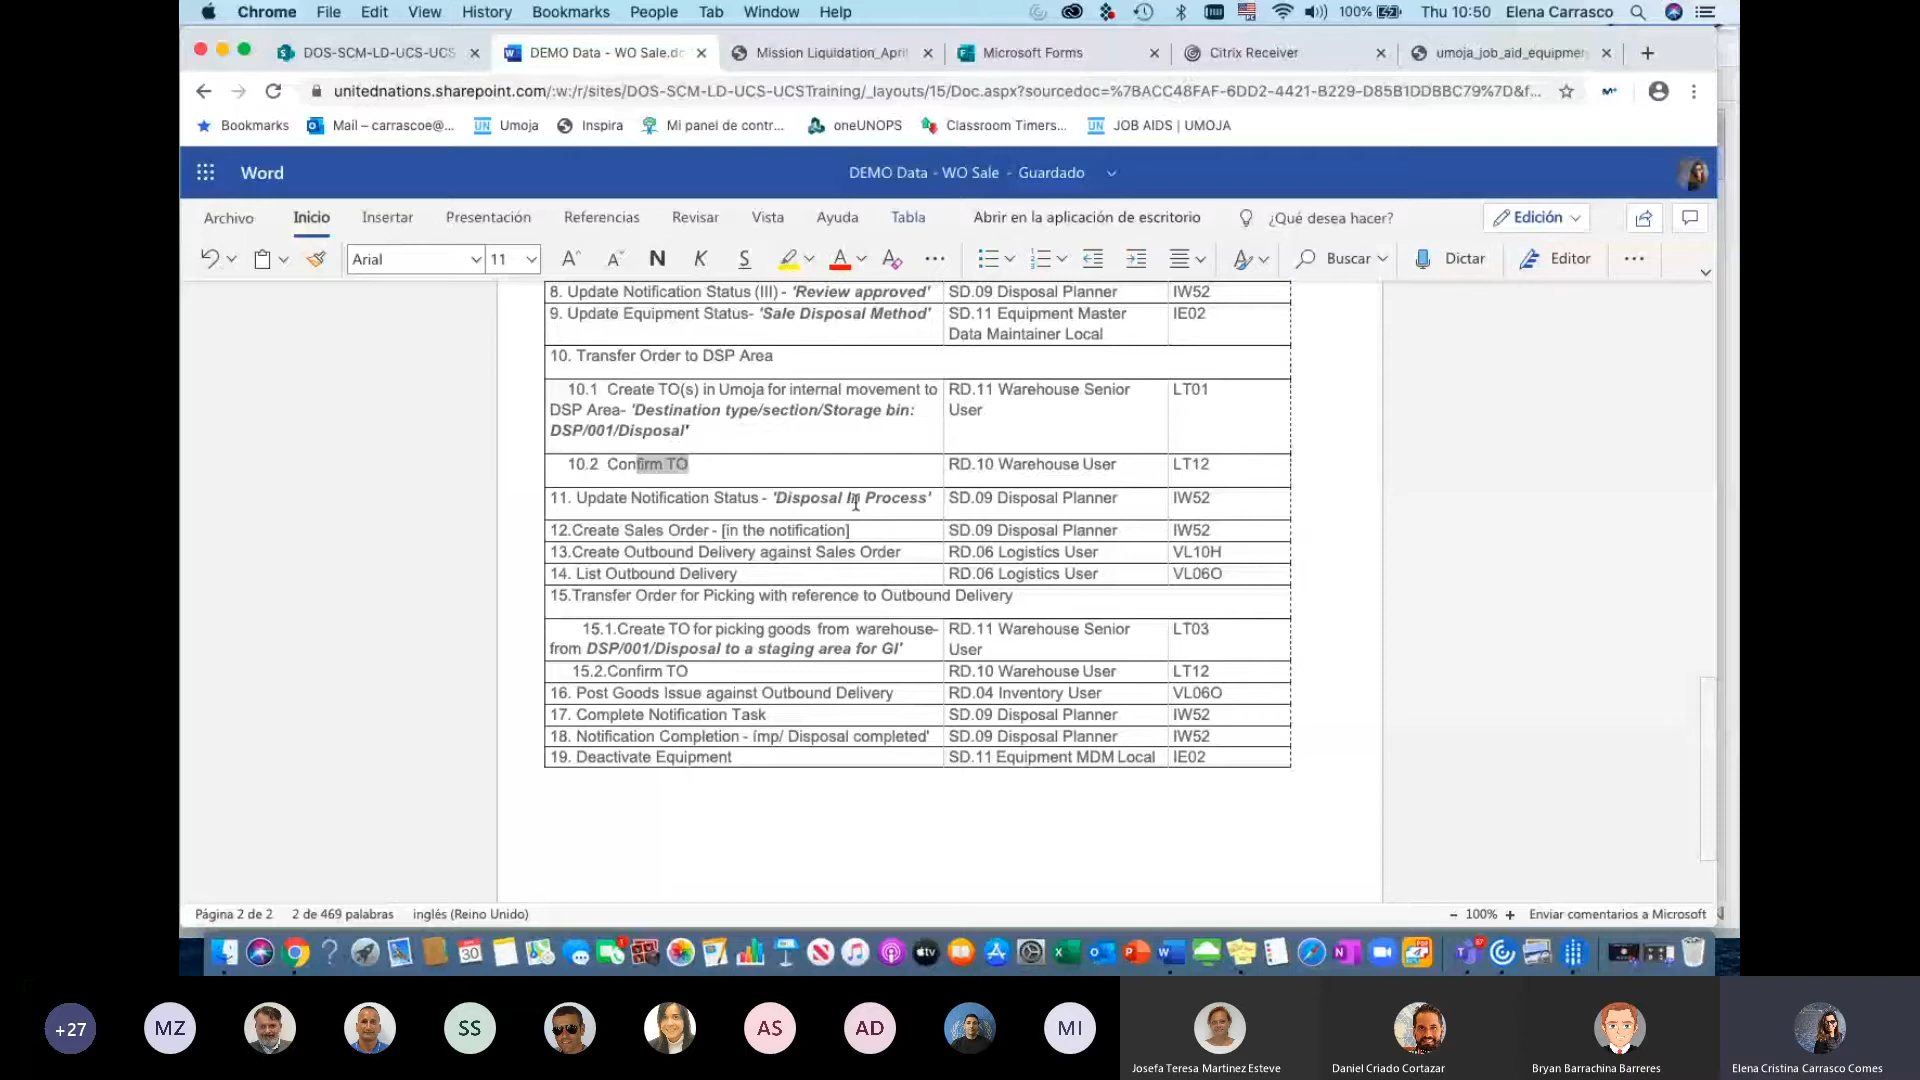 Chrome File Edit View History Bookmarks People Tab Window Help 100% Thu 10:50 Elena Carrasco
DOS-SCM-LD-UCS-UCS DEMO Data - WO Sale.do Mission Liquidation_Apri Microsoft Forms Citrix Receiver umoja_job_aid_equipmen
unitednations.sharepoint.com/:w:/r/sites/DOS-SCM-LD-UCS-UCSTraining/_layouts/15/Doc.aspx?sourcedoc=%7BACC48FAF-6DD2-4421-B229-D85B1DDBBC79%7D&f...
Bookmarks Mail – carrascoe@... UN Umoja Inspira Mi panel de contr... oneUNOPS Classroom Timers... UN JOB AIDS | UMOJA
Word DEMO Data - WO Sale - Guardado
Archivo Inicio Insertar Presentación Referencias Revisar Vista Ayuda Tabla Abrir en la aplicación de escritorio ¿Qué desea hacer? Edición
Arial 11 N K S Buscar Dictar Editor
8. Update Notification Status (III) - 'Review approved' SD.09 Disposal Planner IW52
9. Update Equipment Status- 'Sale Disposal Method' SD.11 Equipment Master IE02
Data Maintainer Local
10. Transfer Order to DSP Area
10.1 Create TO(s) in Umoja for internal movement to RD.11 Warehouse Senior LT01
DSP Area- 'Destination type/section/Storage bin: User
DSP/001/Disposal'
10.2 Confirm TO RD.10 Warehouse User LT12
11. Update Notification Status - 'Disposal In Process' SD.09 Disposal Planner IW52
12.Create Sales Order - [in the notification] SD.09 Disposal Planner IW52
13.Create Outbound Delivery against Sales Order RD.06 Logistics User VL10H
14. List Outbound Delivery RD.06 Logistics User VL06O
15.Transfer Order for Picking with reference to Outbound Delivery
15.1.Create TO for picking goods from warehouse- RD.11 Warehouse Senior LT03
from DSP/001/Disposal to a staging area for GI' User
15.2.Confirm TO RD.10 Warehouse User LT12
16. Post Goods Issue against Outbound Delivery RD.04 Inventory User VL06O
17. Complete Notification Task SD.09 Disposal Planner IW52
18. Notification Completion - ímp/ Disposal completed' SD.09 Disposal Planner IW52
19. Deactivate Equipment SD.11 Equipment MDM Local IE02
Página 2 de 2 2 de 469 palabras inglés (Reino Unido) 100% Enviar comentarios a Microsoft
+27 MZ SS AS AD MI
Josefa Teresa Martinez Esteve Daniel Criado Cortazar Bryan Barrachina Barreres Elena Cristina Carrasco Comes